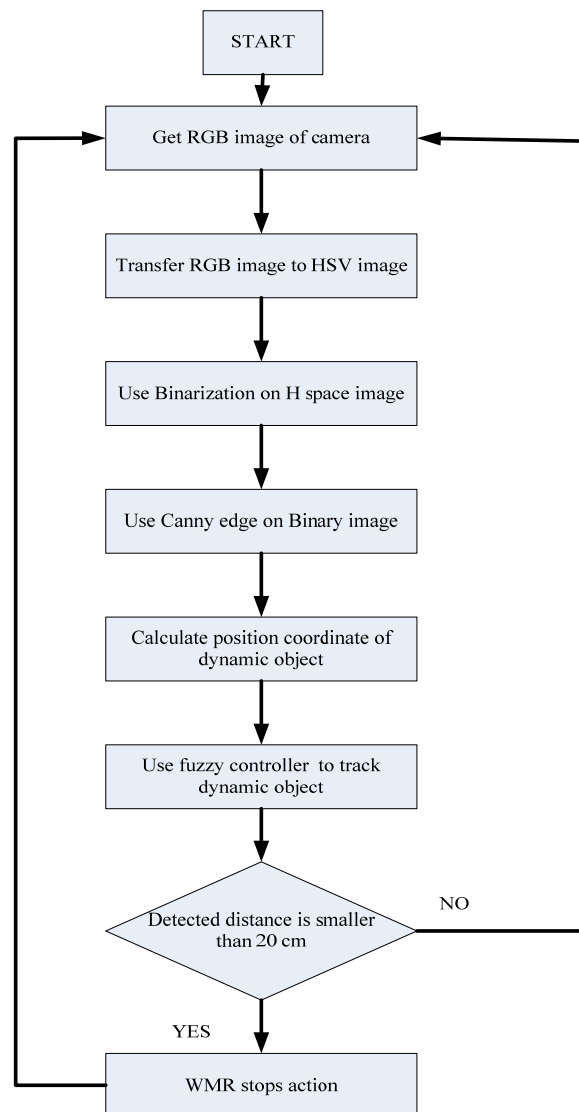 START
Get RGB image of camera
Transfer RGB image to HSV image
Use Binarization on H space image
Use Canny edge on Binary image
Calculate position coordinate of
dynamic object
Use fuzzy controller to track
dynamic object
Detected distance is smaller
than 20 cm
NO
YES
WMR stops action